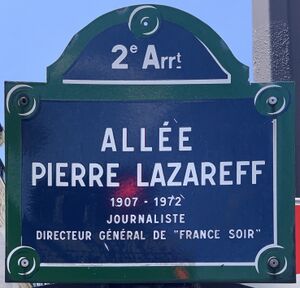 2e Arrt
ALLÉE
PIERRE LAZAREFF
1907 - 1972
JOURNALISTE
DIRECTEUR GÉNÉRAL DE "FRANCE SOIR"